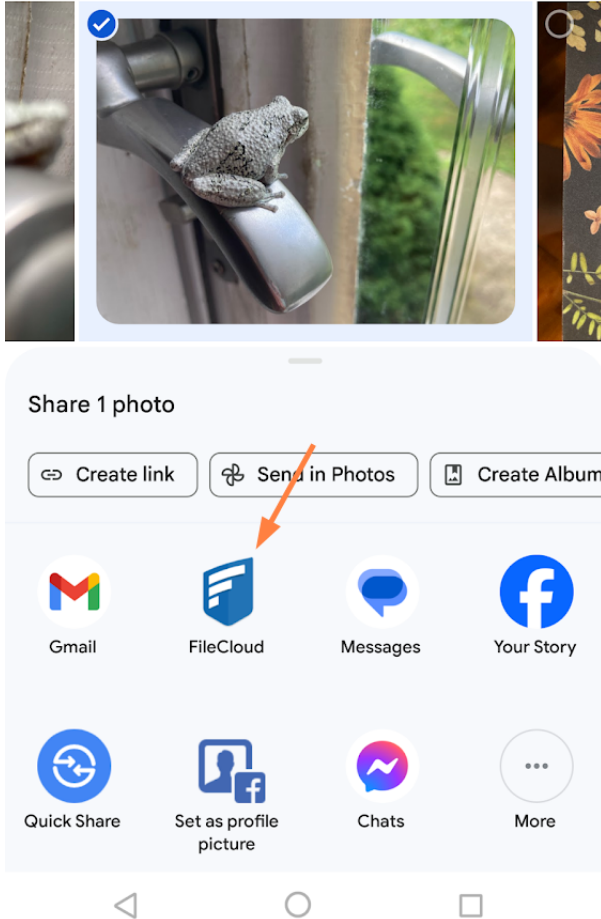 Share 1 photo
Create link
Send in Photos
Create Album
Gmail
FileCloud
Messages
Your Story
Quick Share
Set as profile
picture
Chats
More